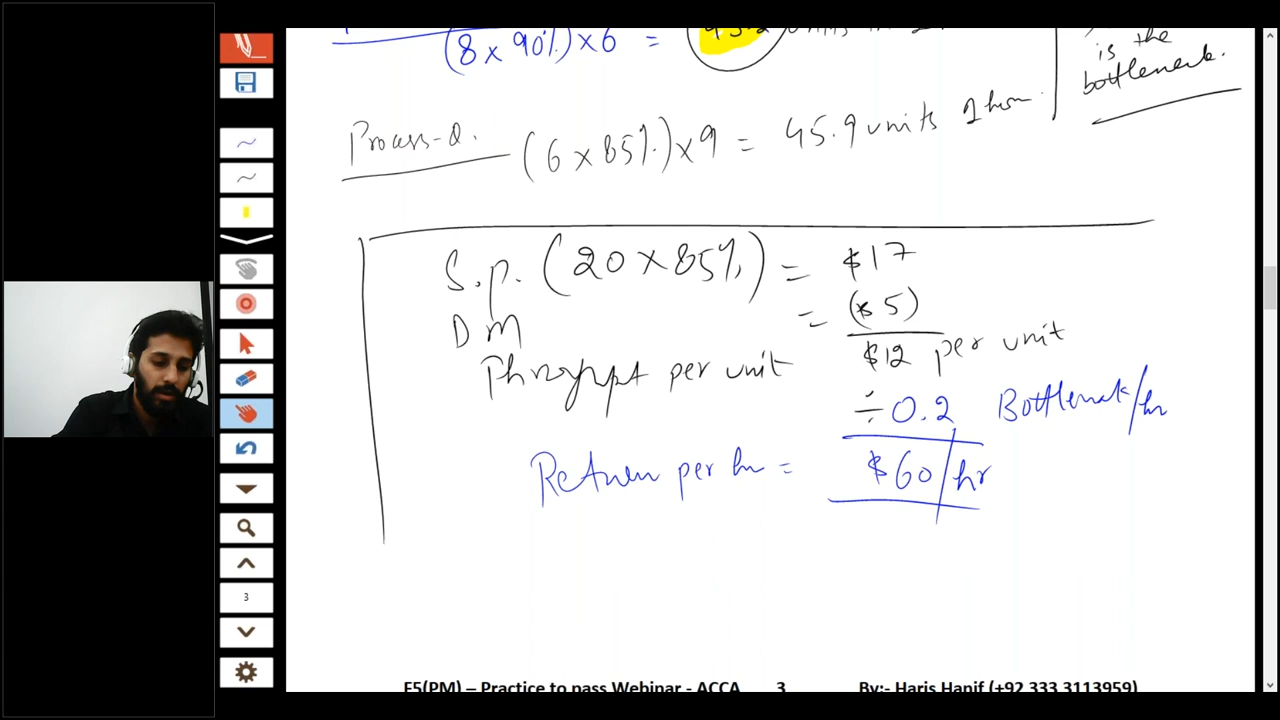 (8 x 90%) x 6 =
is the
bottleneck.
Process-2. (6 x 85%) x 9 = 45.9 units 1 hour.
S.p. (20 x 85%) = $17
DM = ($5)
Throughput per unit $12 per unit
÷ 0.2 Bottleneck/hr
Return per hr = $60/hr
3
F5(PM) – Practice to pass Webinar - ACCA 3 By:- Haris Hanif (+92 333 3113959)